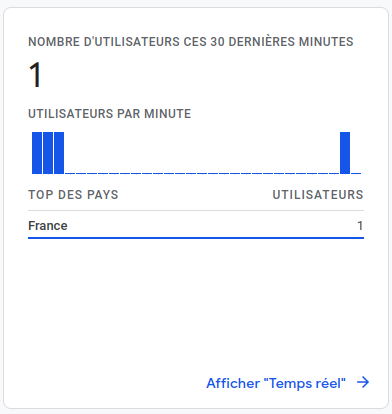 NOMBRE D'UTILISATEURS CES 30 DERNIÈRES MINUTES
1
UTILISATEURS PAR MINUTE
TOP DES PAYS UTILISATEURS
France 1
Afficher "Temps réel"